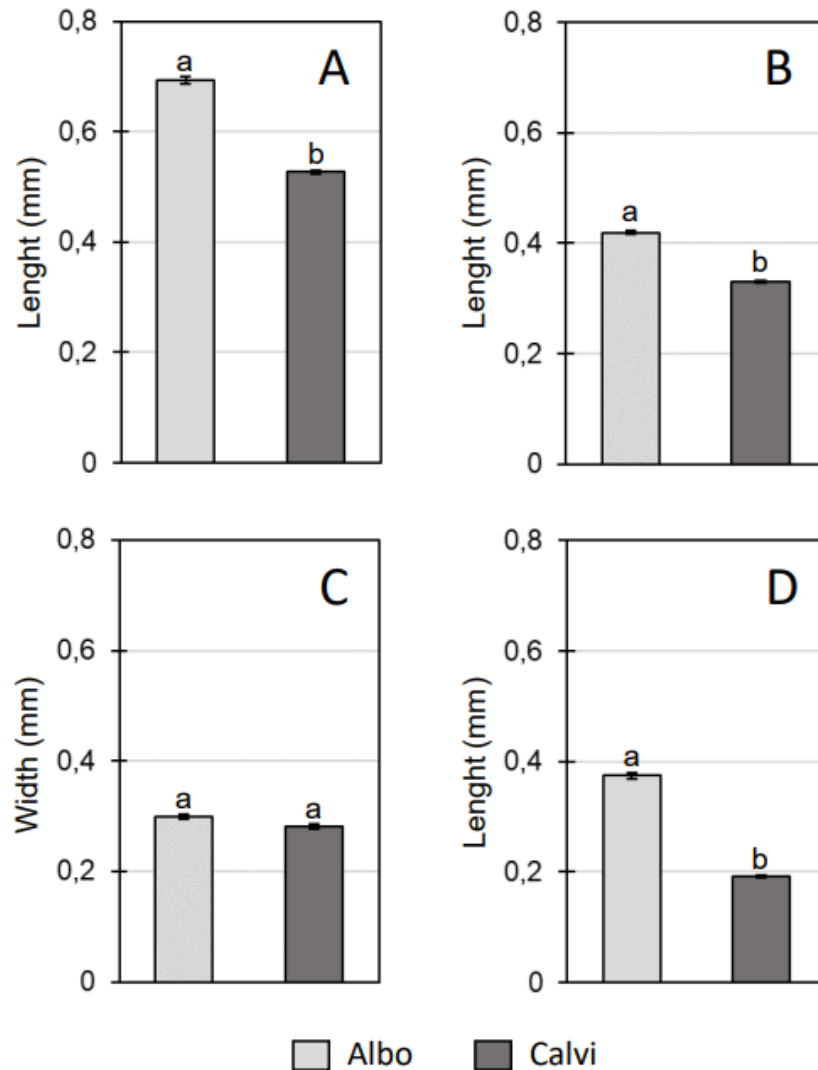 A
Lenght (mm)
0,8
0,6
0,4
0,2
0
a
b
B
Lenght (mm)
0,8
0,6
0,4
0,2
0
a
b
C
Width (mm)
0,8
0,6
0,4
0,2
0
a
a
D
Lenght (mm)
0,8
0,6
0,4
0,2
0
a
b
Albo Calvi